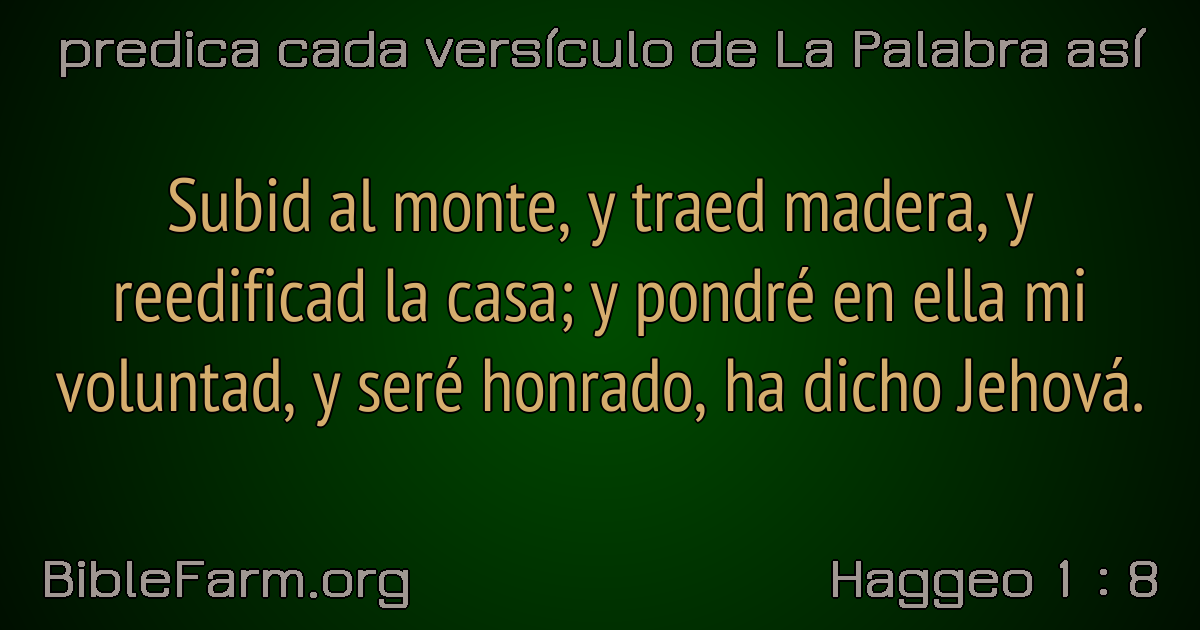 predica cada versículo de La Palabra así
Subid al monte, y traed madera, y
reedificad la casa; y pondré en ella mi
voluntad, y seré honrado, ha dicho Jehová.
BibleFarm.org
Haggeo 1 : 8